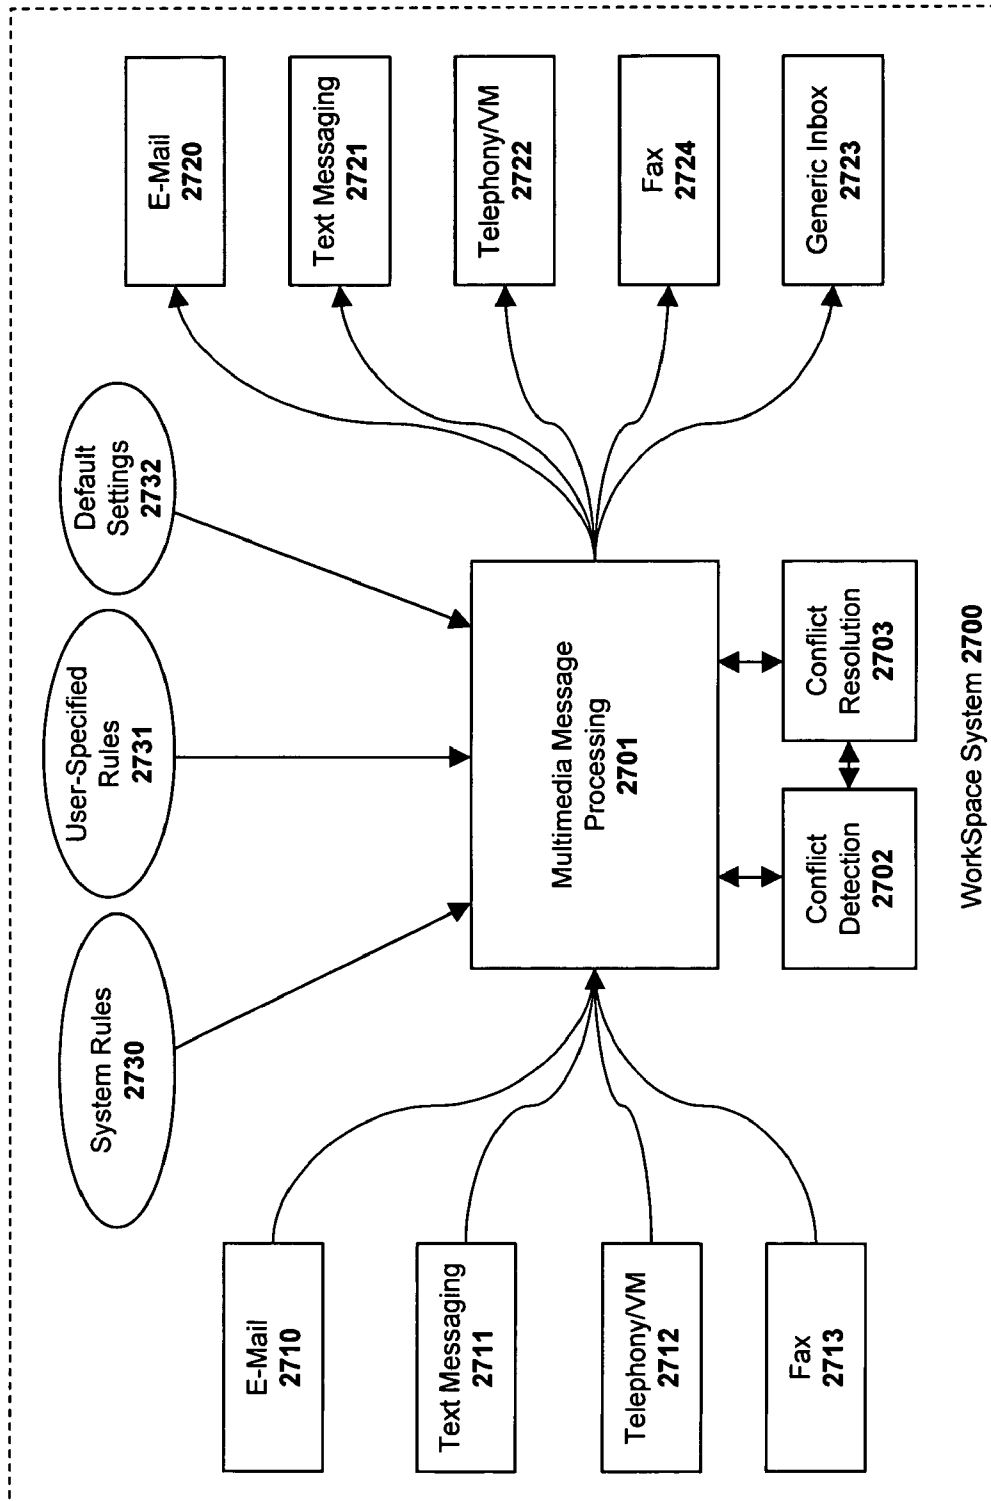 System Rules
2730
User-Specified
Rules
2731
Default
Settings
2732
E-Mail
2710
Text Messaging
2711
Telephony/VM
2712
Fax
2713
Multimedia Message
Processing
2701
Conflict
Detection
2702
Conflict
Resolution
2703
E-Mail
2720
Text Messaging
2721
Telephony/VM
2722
Fax
2724
Generic Inbox
2723
WorkSpace System 2700